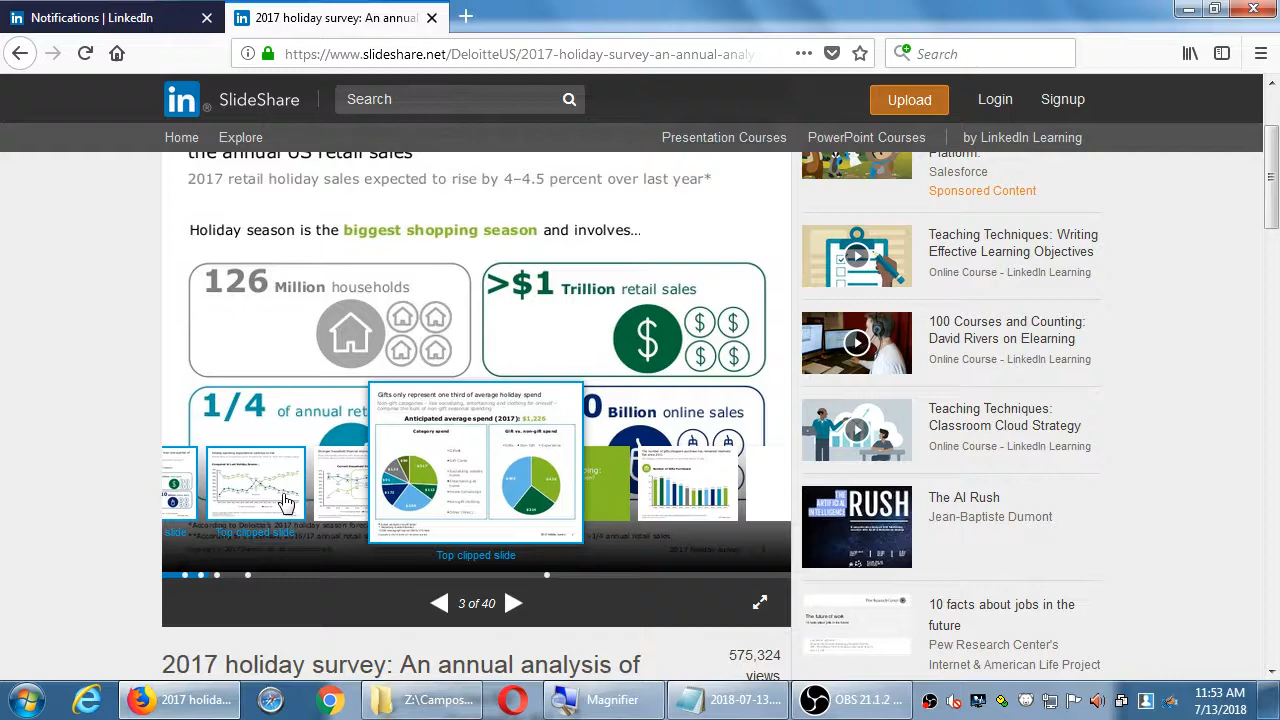 Notifications | LinkedIn
2017 holiday survey: An annual
https://www.slideshare.net/DeloitteUS/2017-holiday-survey-an-annual-analy
Search
in SlideShare
Search
Upload
Login
Signup
Home
Explore
Presentation Courses
PowerPoint Courses
by LinkedIn Learning
the annual US retail sales
2017 retail holiday sales expected to rise by 4–4.5 percent over last year*
Holiday season is the biggest shopping season and involves...
126 Million households
>$1 Trillion retail sales
1/4 of annual ret
0 Billion online sales
Gifts only represent one third of average holiday spend
Anticipated average spend (2017): $1,226
Category spend
Gift vs. non-gift spend
slide
Top clipped slide
Top clipped slide
3 of 40
2017 holiday survey: An annual analysis of
575,324
views
Platform.
Salesforce
Sponsored Content
Teaching Techniques: Writing
Effective Learning Objectives
Online Course - LinkedIn Learning
100 Courses and Counting:
David Rivers on Elearning
Online Course - LinkedIn Learning
Teaching Techniques:
Classroom Cloud Strategy
Online Course - LinkedIn Learning
RUSH
The AI Rush
Jean-Baptiste Dumont
The future of work
10 facts about jobs in the
future
Pew Research Center's
Internet & American Life Project
2017 holida...
Z:\Campos...
Magnifier
2018-07-13....
OBS 21.1.2 ...
11:53 AM
7/13/2018